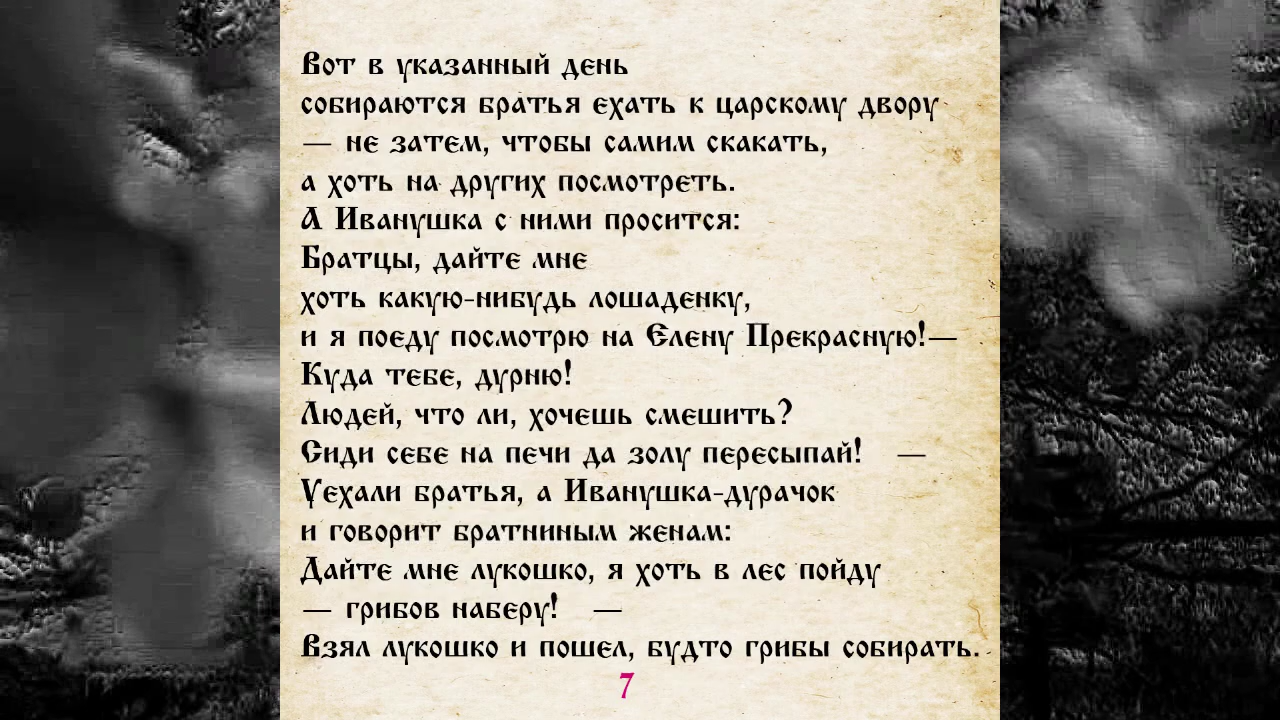 Вот в указанный день
собираются братья ехать к царскому двору
— не затем, чтобы самим скакать,
а хоть на других посмотреть.
А Иванушка с ними просится:
Братцы, дайте мне
хоть какую-нибудь лошаденку,
и я поеду посмотрю на Елену Прекрасную!—
Куда тебе, дурню!
Людей, что ли, хочешь смешить?
Сиди себе на печи да золу пересыпай! —
Уехали братья, а Иванушка-дурачок
и говорит братниным женам:
Дайте мне лукошко, я хоть в лес пойду
— грибов наберу! —
Взял лукошко и пошел, будто грибы собирать.
7